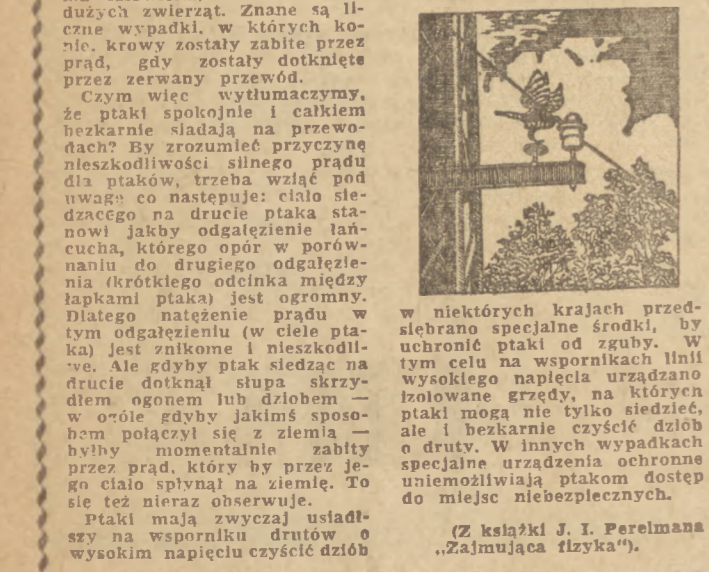 dużych zwierząt. Znane są li-
czne wypadki, w których ko-
nie, krowy zostały zabite przez
prąd, gdy zostały dotknięte
przez zerwany przewód.
Czym więc wytłumaczymy,
że ptaki spokojnie i całkiem
bezkarnie siadają na przewo-
dach? By zrozumieć przyczynę
nieszkodliwości silnego prądu
dla ptaków, trzeba wziąć pod
uwagę co następuje: ciało sie-
dzącego na drucie ptaka sta-
nowi jakby odgałęzienie łań-
cucha, którego opór w porów-
naniu do drugiego odgałęzie-
nia (krótkiego odcinka między
łapkami ptaka) jest ogromny.
Dlatego natężenie prądu w
tym odgałęzieniu (w ciele pta-
ka) jest znikome i nieszkodli-
we. Ale gdyby ptak siedząc na
drucie dotknął słupa skrzy-
dłem ogonem lub dziobem —
w ogóle gdyby jakimś sposo-
bem połączył się z ziemią —
byłby momentalnie zabity
przez prąd, który by przez je-
go ciało spłynął na ziemię. To
się też nieraz obserwuje.
Ptaki mają zwyczaj usiadł-
szy na wsporniku drutów o
wysokim napięciu czyścić dziób
w niektórych krajach przed-
siębrano specjalne środki, by
uchronić ptaki od zguby. W
tym celu na wspornikach linii
wysokiego napięcia urządzano
izolowane grzędy, na których
ptaki mogą nie tylko siedzieć,
ale i bezkarnie czyścić dziób
o druty. W innych wypadkach
specjalne urządzenia ochronne
uniemożliwiają ptakom dostęp
do miejsc niebezpiecznych.
(Z książki J. I. Perelmana
„Zajmująca fizyka").